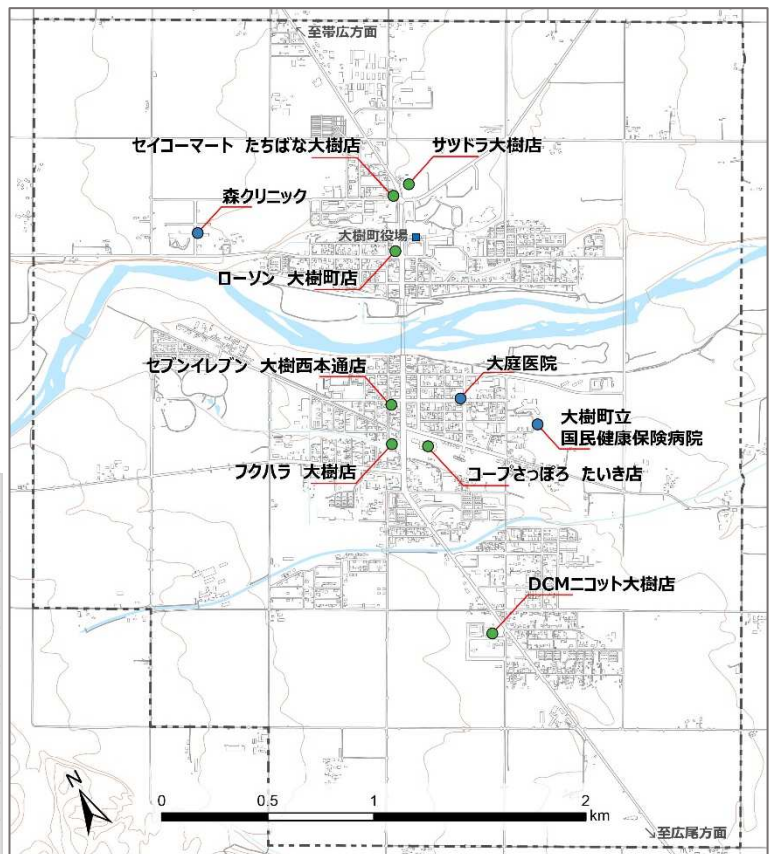 ↖至帯広方面
セイコーマート たちばな大樹店
サツドラ大樹店
森クリニック
大樹町役場
ローソン 大樹町店
セブンイレブン 大樹西本通店
大庭医院
大樹町立
国民健康保険病院
フクハラ 大樹店
コープさっぽろ たいき店
DCMニコット大樹店
N
0 0.5 1 2
km
↘至広尾方面